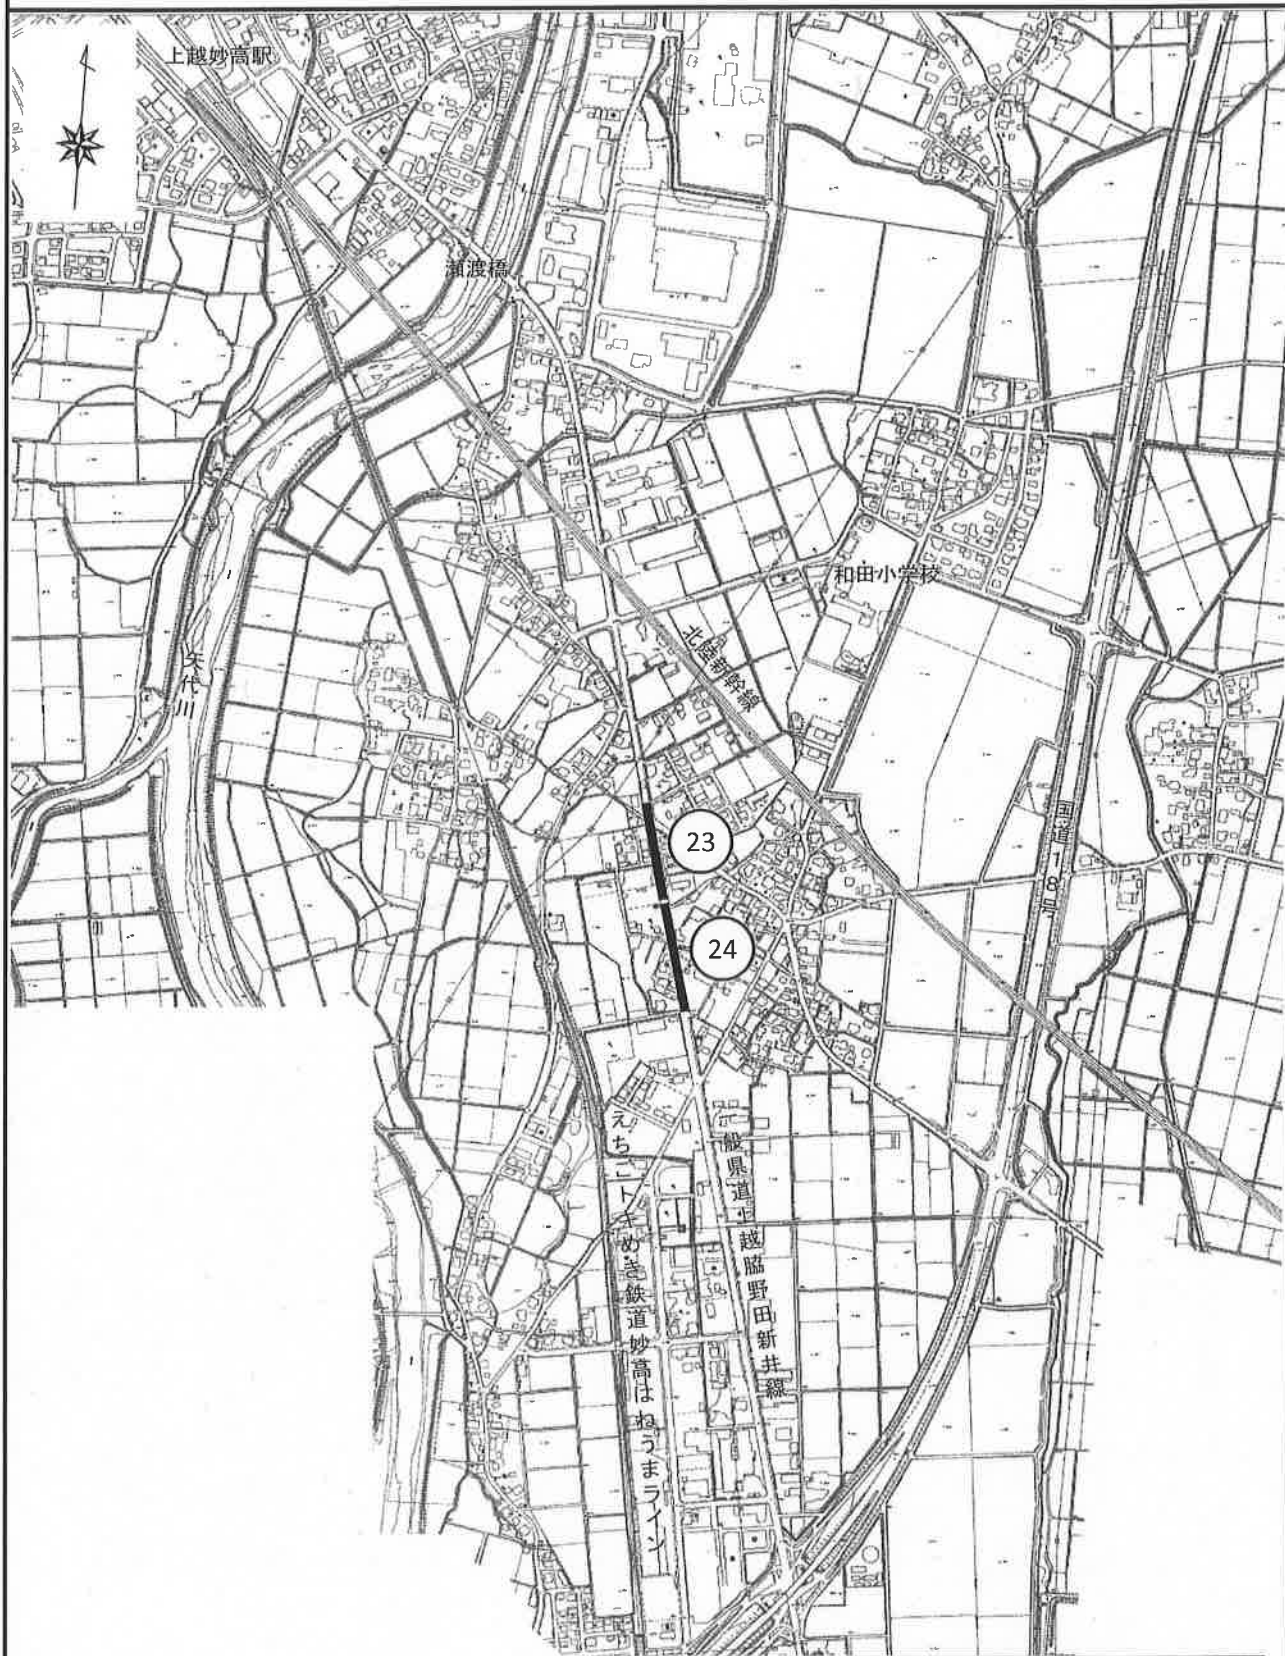 上越妙高駅
瀬渡橋
和田小学校
北陸新幹線
矢代川
国道18号
23
24
えちごトキめき鉄道妙高はねうまライン
一般県道上越脇野田新井線